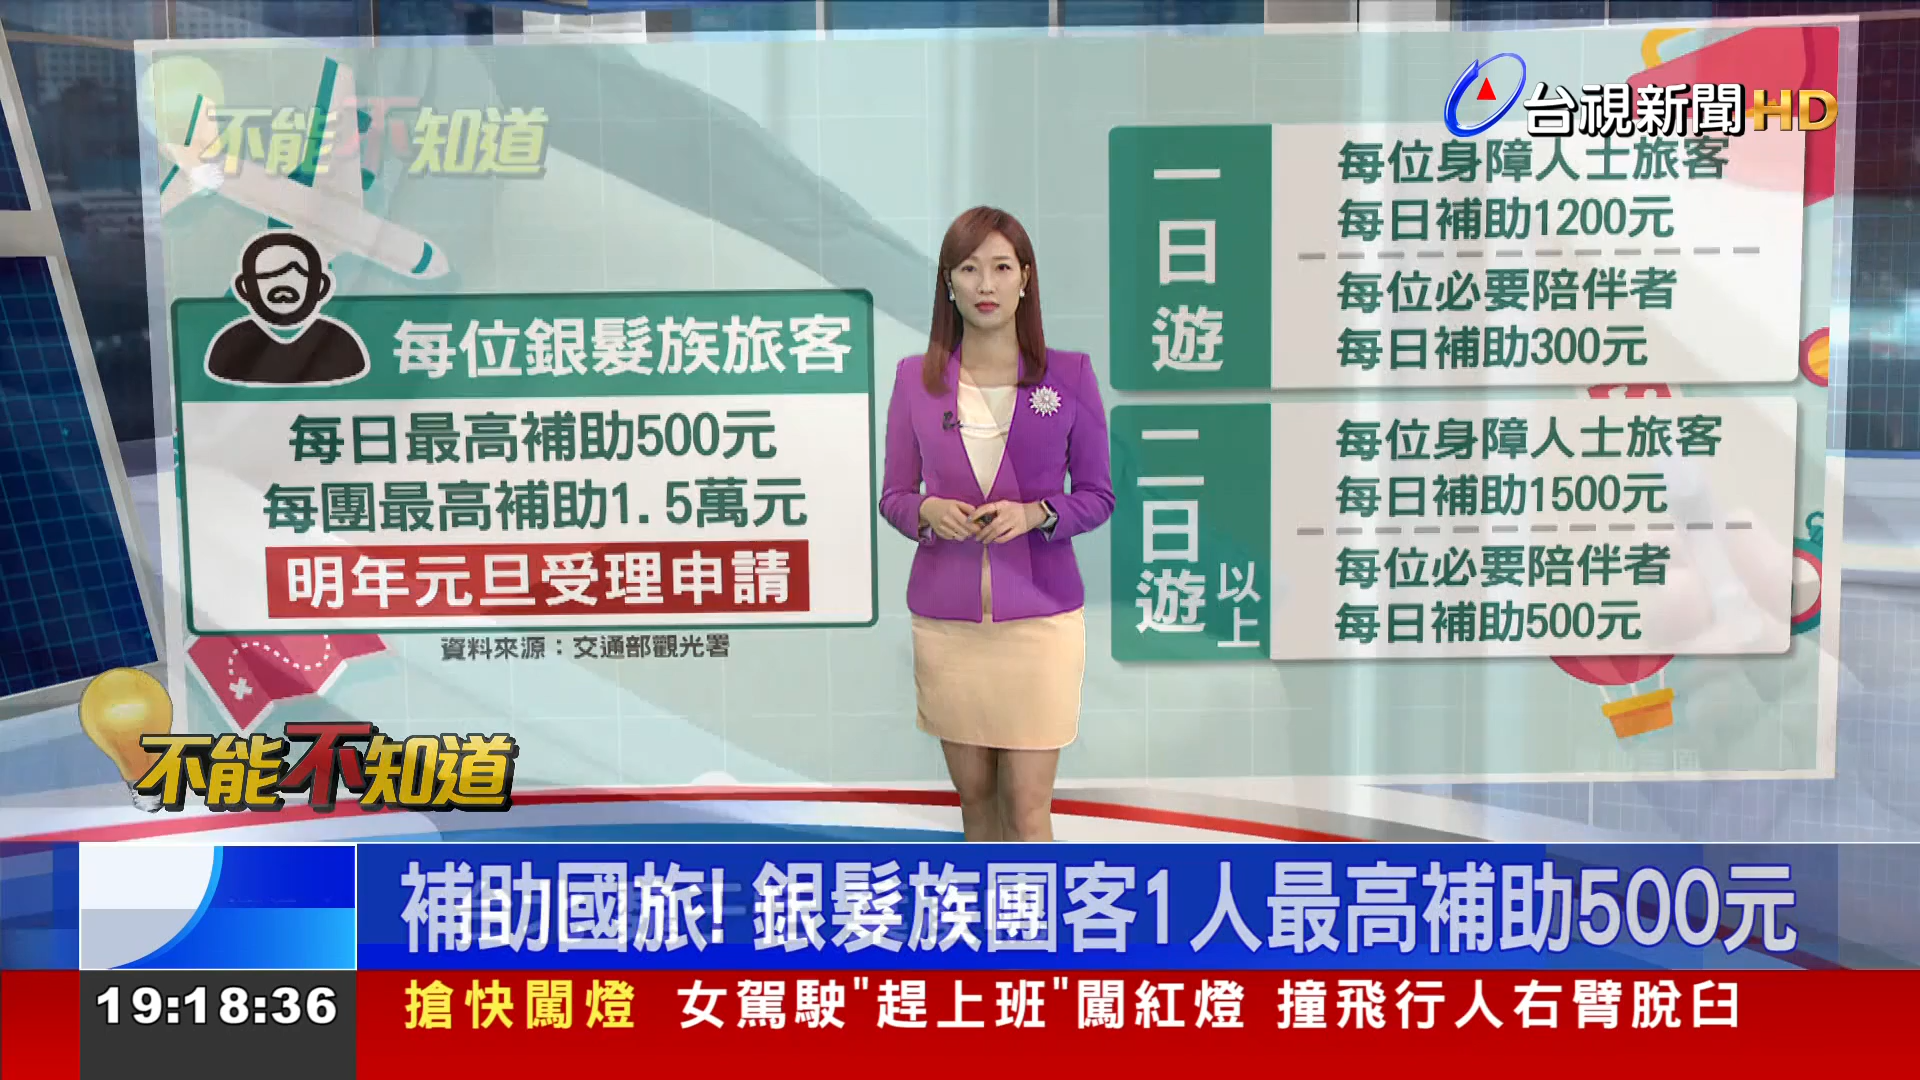 台視新聞HD
不能不知道
每位銀髮族旅客
每日最高補助500元
每團最高補助1.5萬元
明年元旦受理申請
資料來源：交通部觀光署
一日遊
每位身障人士旅客
每日補助1200元
每位必要陪伴者
每日補助300元
二日遊以上
每位身障人士旅客
每日補助1500元
每位必要陪伴者
每日補助500元
不能不知道
補助國旅! 銀髮族團客1人最高補助500元
19:18:36
搶快闖燈 女駕駛"趕上班"闖紅燈 撞飛行人右臂脫臼